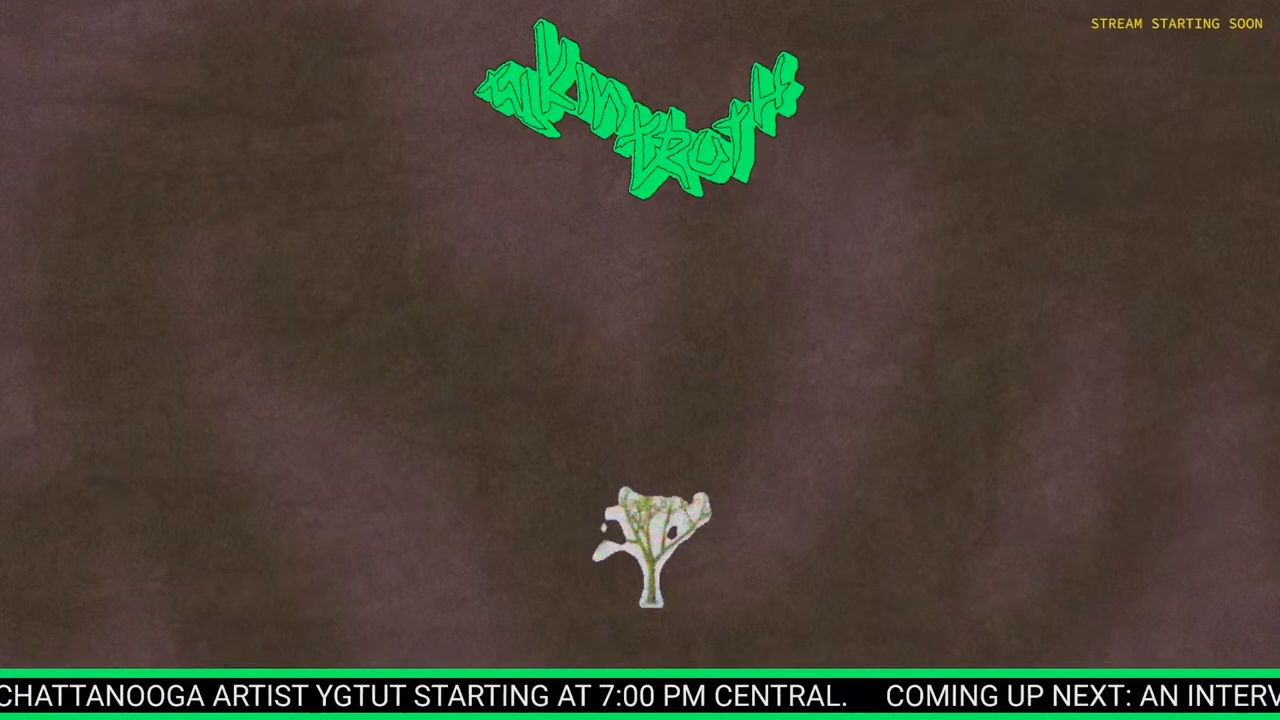 STREAM STARTING SOON
CHATTANOOGA ARTIST YGTUT STARTING AT 7:00 PM CENTRAL. COMING UP NEXT: AN INTERV